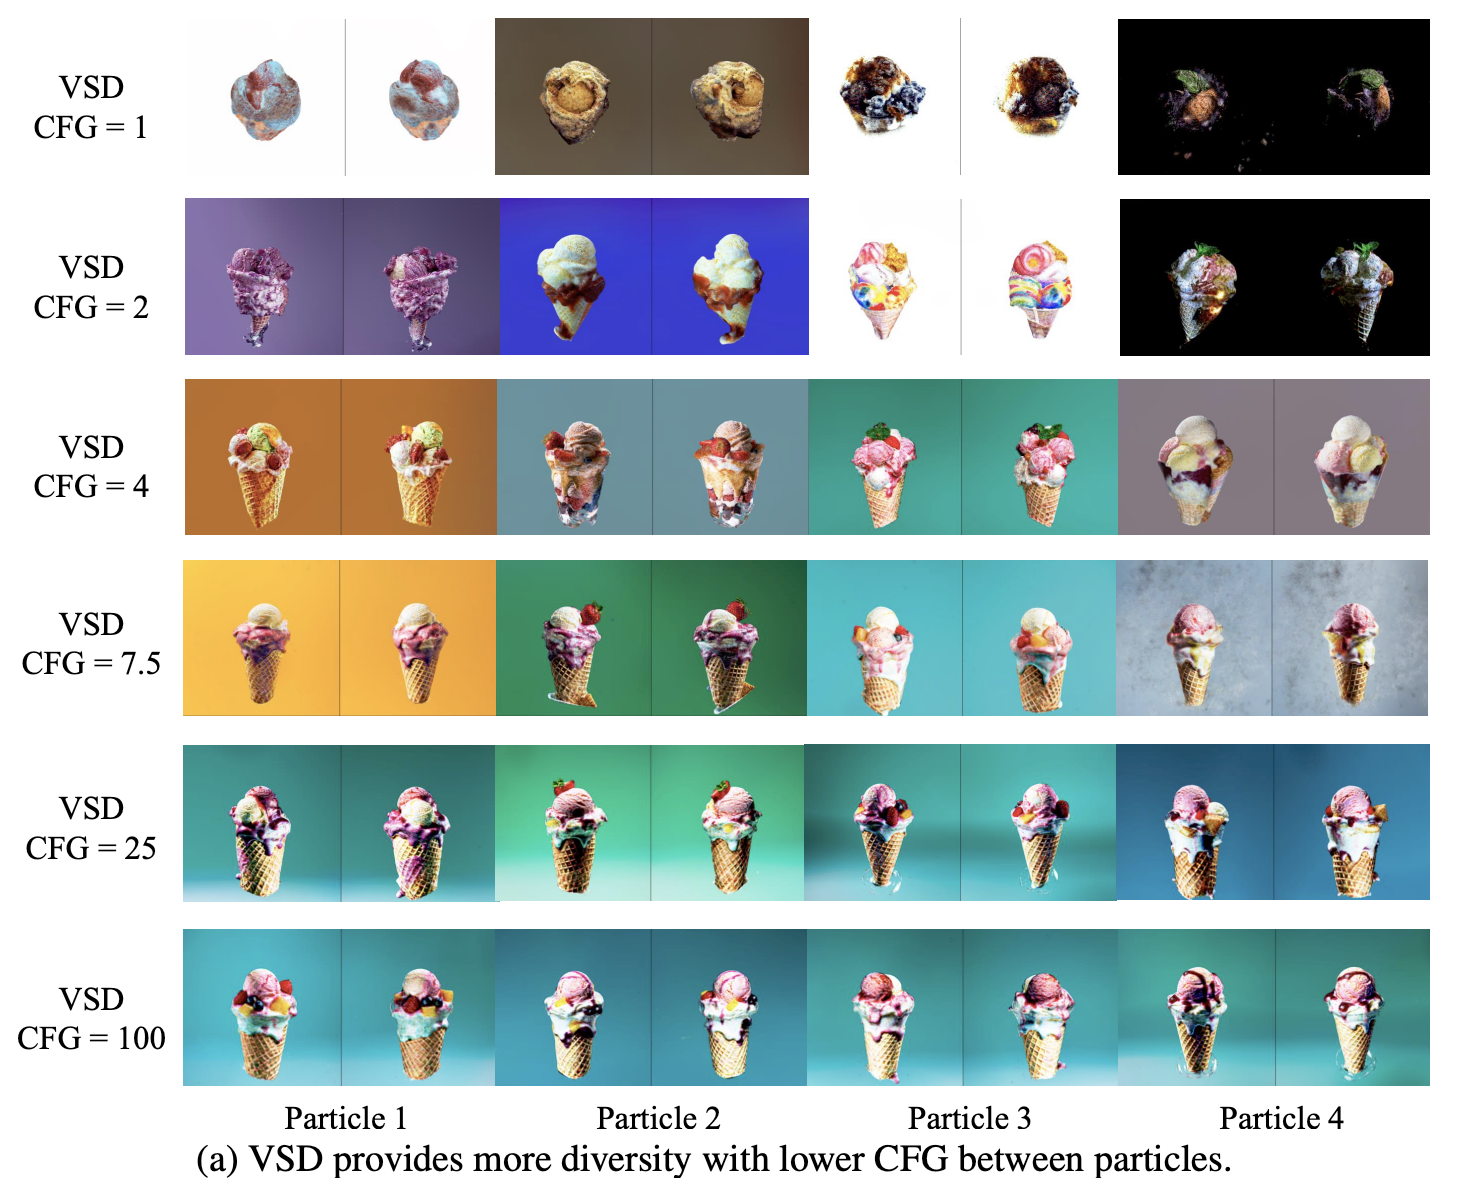 VSD
CFG = 1
VSD
CFG = 2
VSD
CFG = 4
VSD
CFG = 7.5
VSD
CFG = 25
VSD
CFG = 100
Particle 1 Particle 2 Particle 3 Particle 4
(a) VSD provides more diversity with lower CFG between particles.